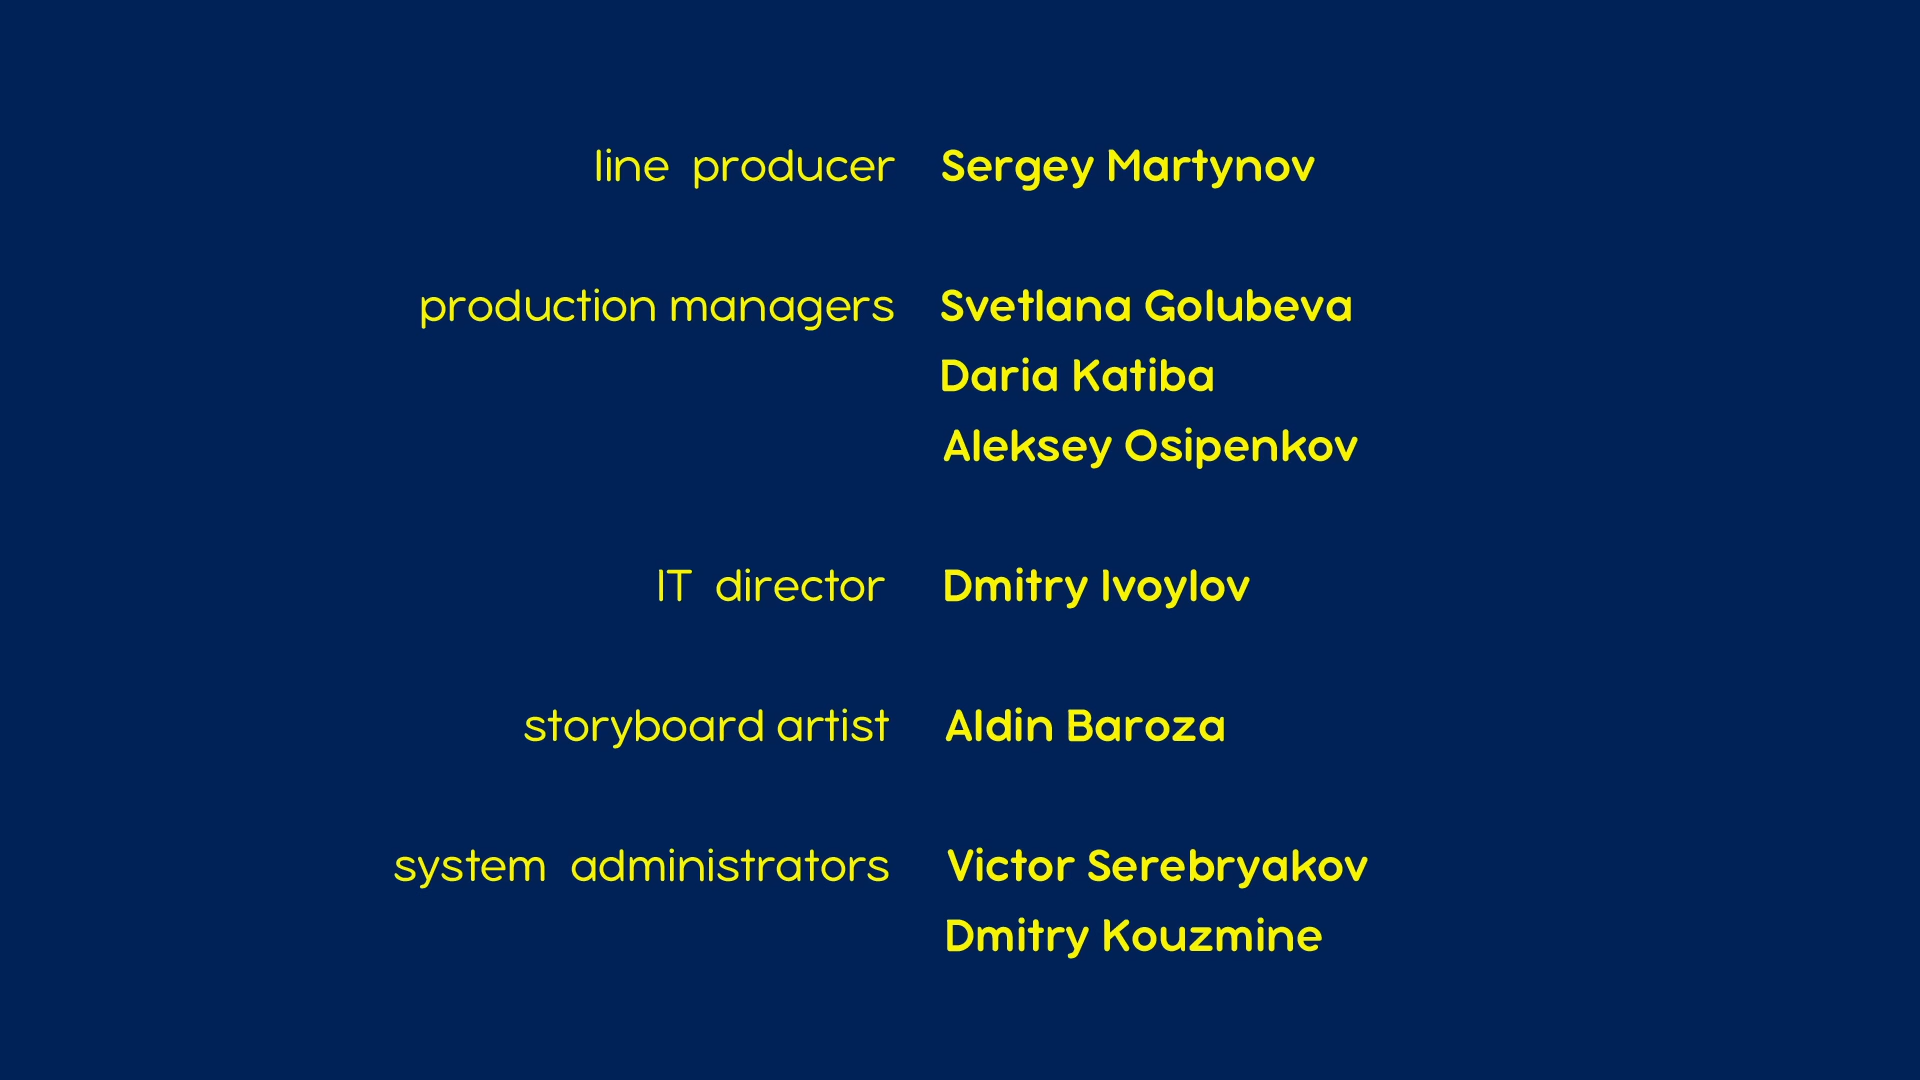 line producer Sergey Martynov
production managers Svetlana Golubeva
Daria Katiba
Aleksey Osipenkov
IT director Dmitry Ivoylov
storyboard artist Aldin Baroza
system administrators Victor Serebryakov
Dmitry Kouzmine